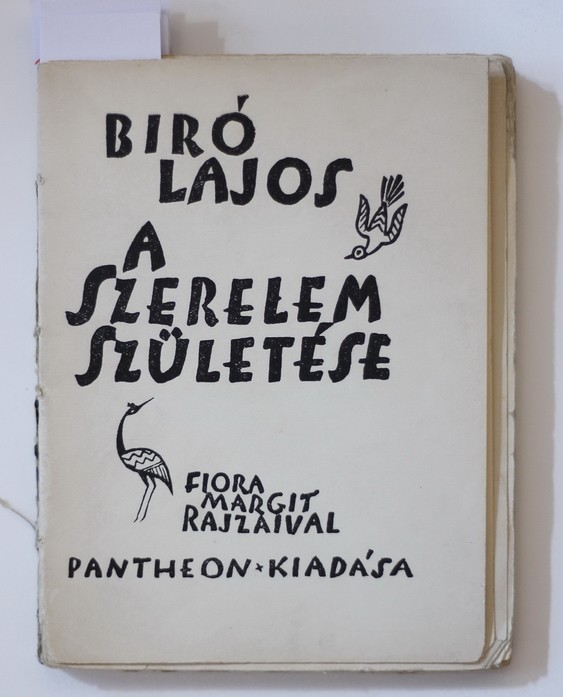 BIRÓ
LAJOS
A
SZERELEM
SZÜLETÉSE
FIORA
MARGIT
RAJZAIVAL
PANTHEON × KIADÁSA